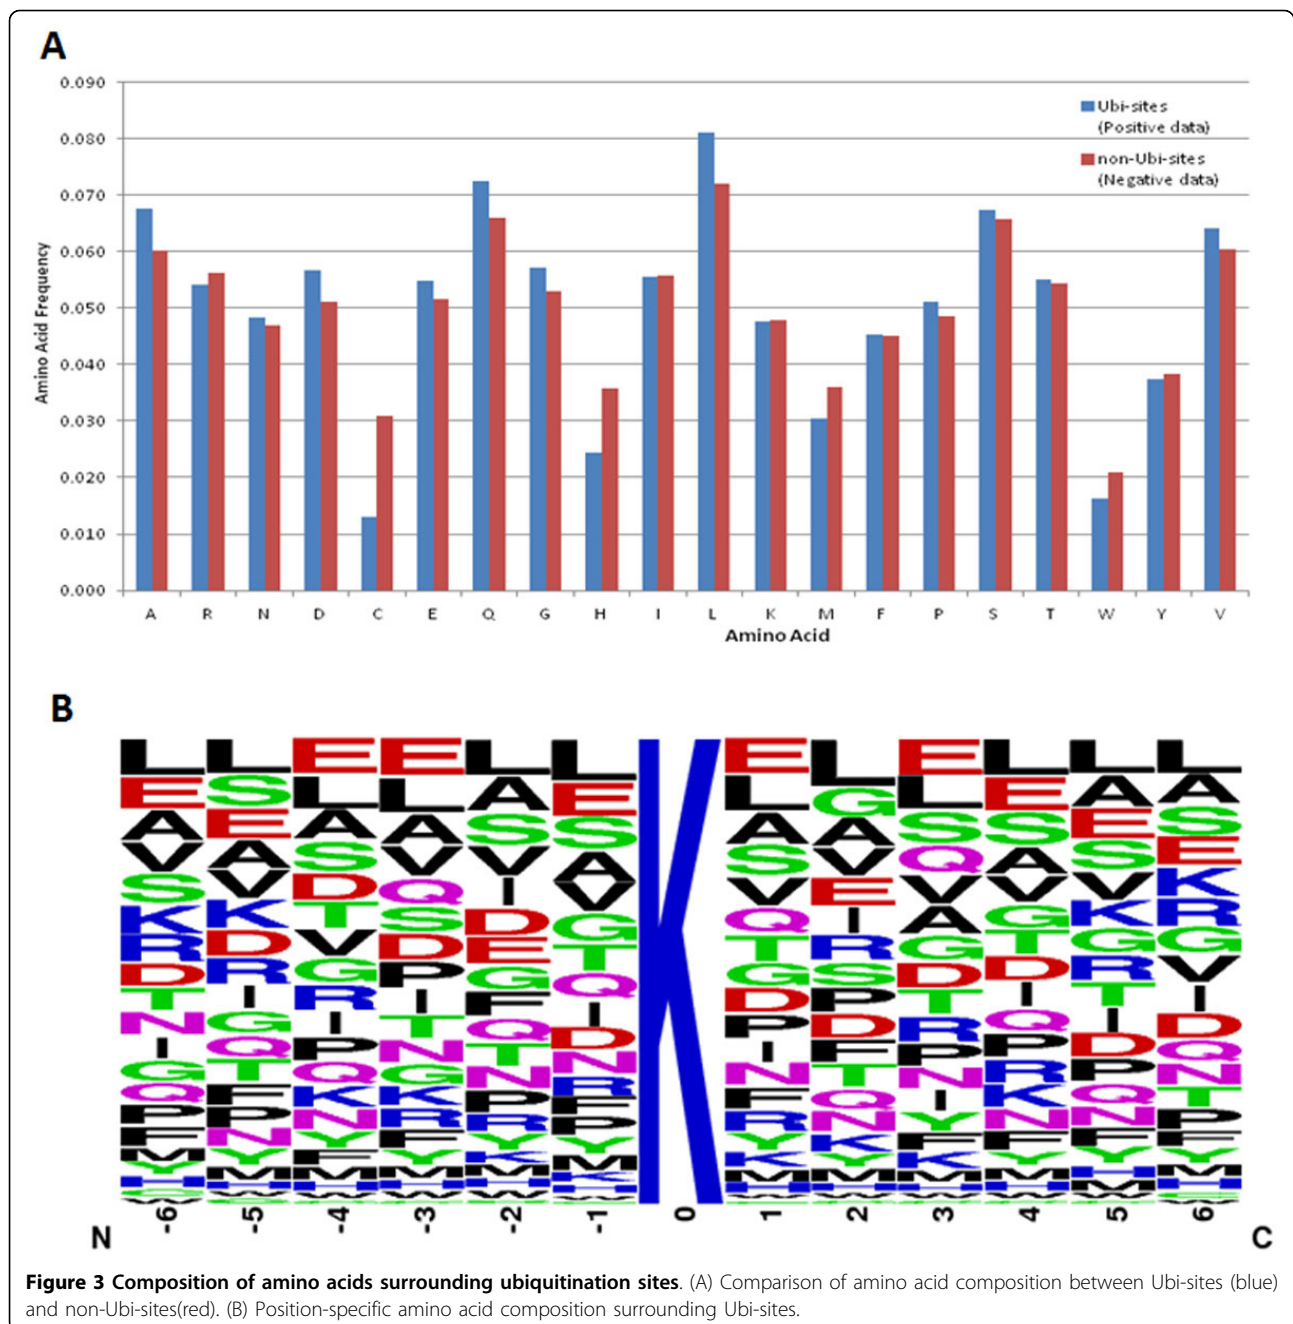 A
0.090
0.080
0.070
0.060
0.050
0.040
0.030
0.020
0.010
0.000
Amino Acid Frequency
Ubi-sites
(Positive data)
non-Ubi-sites
(Negative data)
A R N D C E Q G H I L K M F P S T W Y V
Amino Acid
B
L L E E L L K E L E L L L
E S L L A E L G L E A A
A E A A S S A A S S E S
V A S V V A S V Q A S E
S V D Q I V V E V V V K
K K T S D G Q I A G K R
R D V D E T T R G T G G
D R G P G Q G S D D R V
T I R I F I D P T I T I
N G I T Q D P D R Q I D
I Q P N T N I F P P D Q
G T Q G N R N T N R P N
Q F K K P F F Q I K Q T
P P N R R P R N Y N N P
F N Y F Y Y Y K F F F F
N -6 -5 -4 -3 -2 -1 0 1 2 3 4 5 6 C
Figure 3 Composition of amino acids surrounding ubiquitination sites. (A) Comparison of amino acid composition between Ubi-sites (blue)
and non-Ubi-sites(red). (B) Position-specific amino acid composition surrounding Ubi-sites.